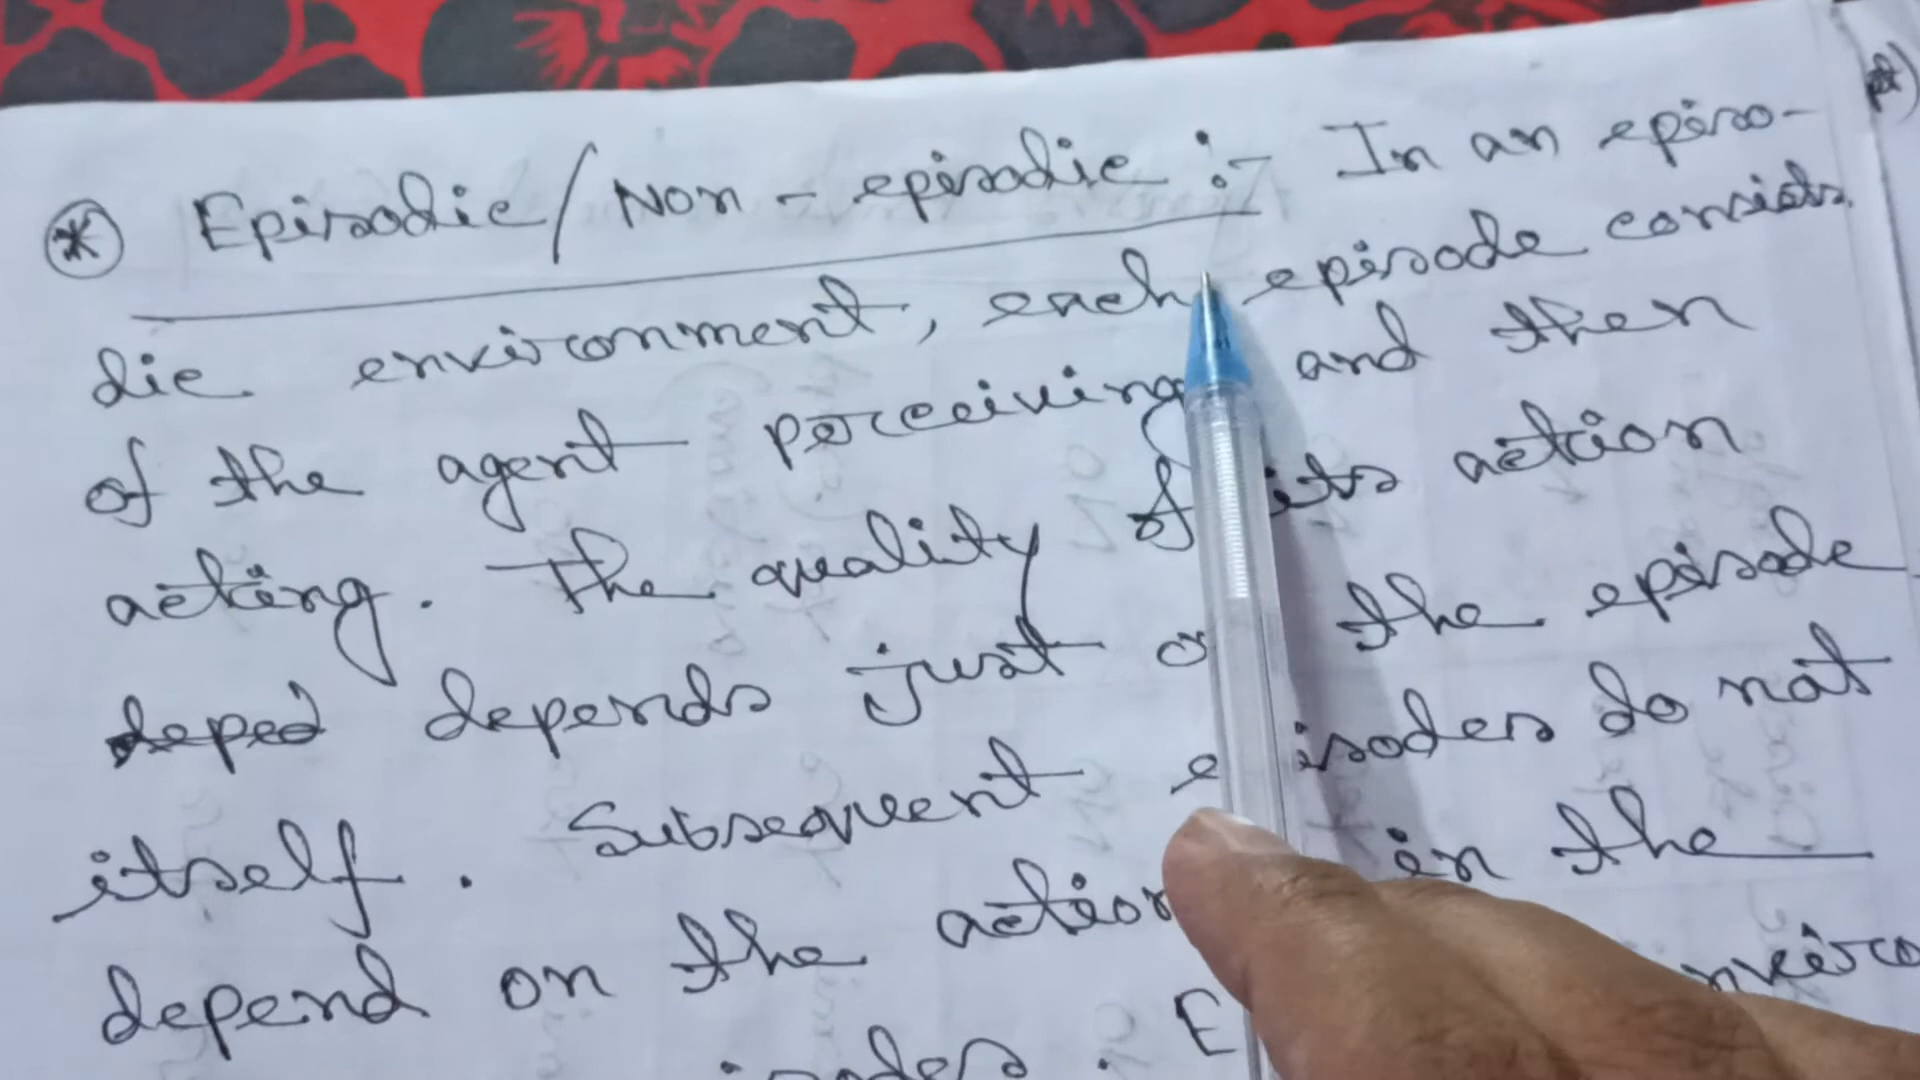 * Episodic/Non-episodic :- In an episo-
dic environment, each episode consists
of the agent perceiving and then
acting. The quality of its action
deped depends just on the episode
itself. Subsequent episodes do not
depend on the action in the